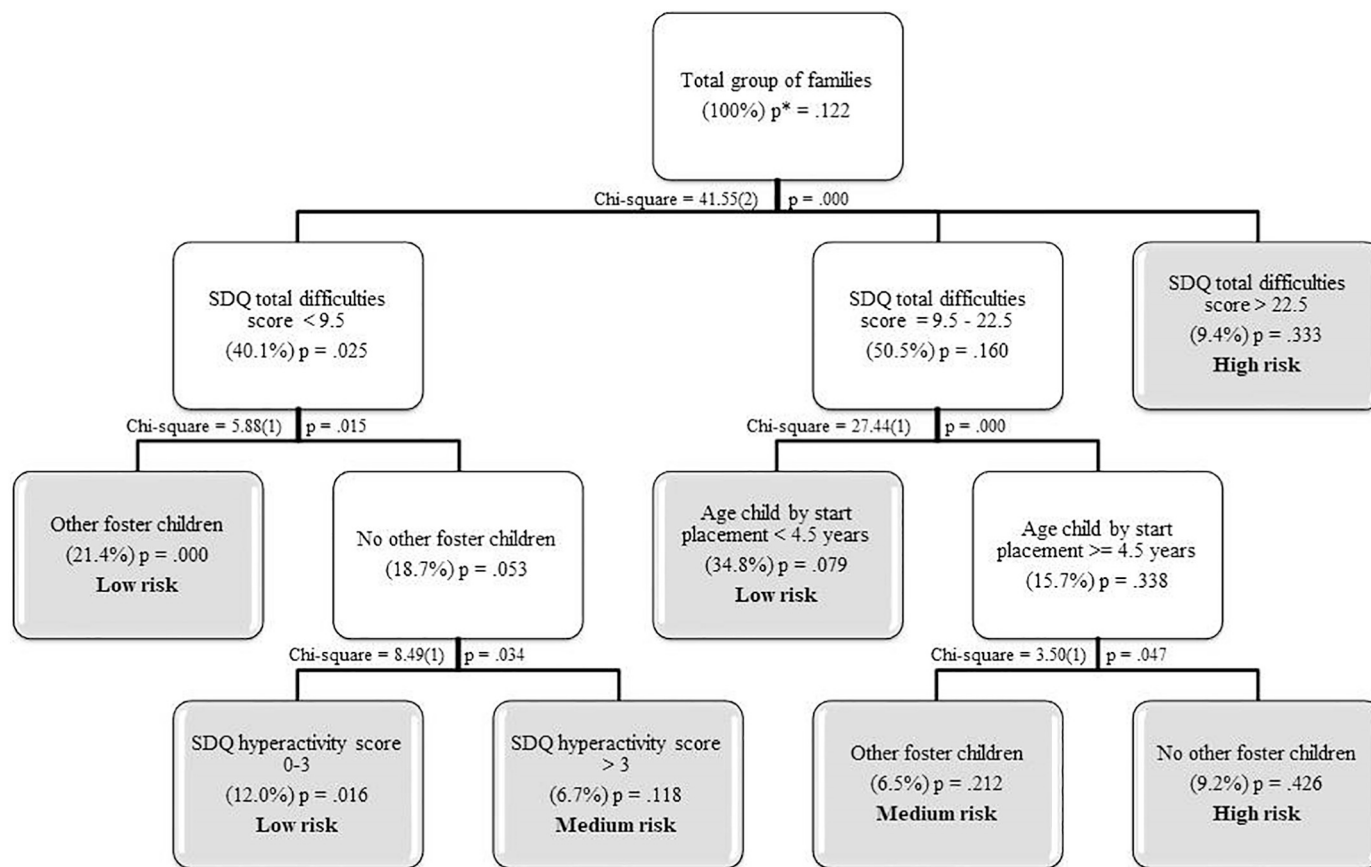 Total group of families
(100%) p* = .122
Chi-square = 41.55(2)
p = .000
SDQ total difficulties
score < 9.5
(40.1%) p = .025
SDQ total difficulties
score = 9.5 - 22.5
(50.5%) p = .160
SDQ total difficulties
score > 22.5
(9.4%) p = .333
High risk
Chi-square = 5.88(1)
p = .015
Chi-square = 27.44(1)
p = .000
Other foster children
(21.4%) p = .000
Low risk
No other foster children
(18.7%) p = .053
Age child by start
placement < 4.5 years
(34.8%) p = .079
Low risk
Age child by start
placement >= 4.5 years
(15.7%) p = .338
Chi-square = 8.49(1)
p = .034
Chi-square = 3.50(1)
p = .047
SDQ hyperactivity score
0-3
(12.0%) p = .016
Low risk
SDQ hyperactivity score
> 3
(6.7%) p = .118
Medium risk
Other foster children
(6.5%) p = .212
Medium risk
No other foster children
(9.2%) p = .426
High risk